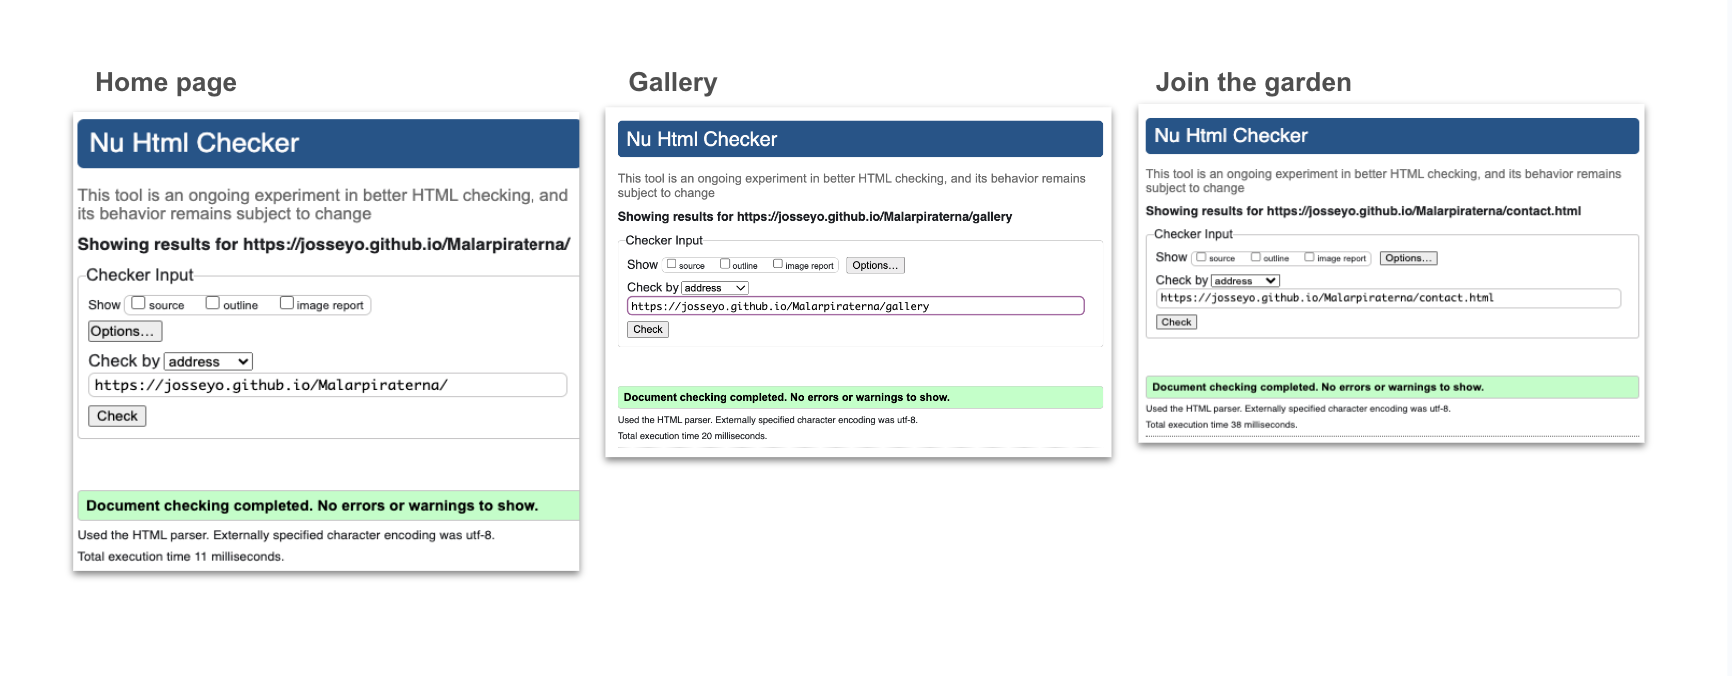 Home page
Nu Html Checker
This tool is an ongoing experiment in better HTML checking, and
its behavior remains subject to change
Showing results for https://josseyo.github.io/Malarpiraterna/
Checker Input
Show source outline image report
Options...
Check by address
https://josseyo.github.io/Malarpiraterna/
Check
Document checking completed. No errors or warnings to show.
Used the HTML parser. Externally specified character encoding was utf-8.
Total execution time 11 milliseconds.
Gallery
Nu Html Checker
This tool is an ongoing experiment in better HTML checking, and its behavior remains
subject to change
Showing results for https://josseyo.github.io/Malarpiraterna/gallery
Checker Input
Show source outline image report Options...
Check by address
https://josseyo.github.io/Malarpiraterna/gallery
Check
Document checking completed. No errors or warnings to show.
Used the HTML parser. Externally specified character encoding was utf-8.
Total execution time 20 milliseconds.
Join the garden
Nu Html Checker
This tool is an ongoing experiment in better HTML checking, and its behavior remains
subject to change
Showing results for https://josseyo.github.io/Malarpiraterna/contact.html
Checker Input
Show source outline image report Options...
Check by address
https://josseyo.github.io/Malarpiraterna/contact.html
Check
Document checking completed. No errors or warnings to show.
Used the HTML parser. Externally specified character encoding was utf-8.
Total execution time 38 milliseconds.